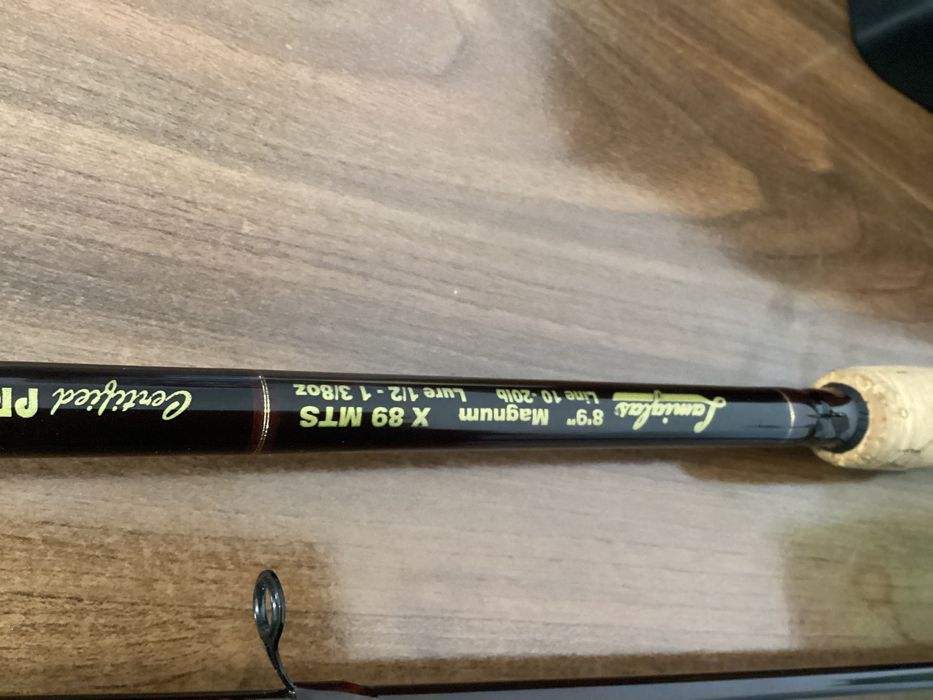 Lamiglas
8'9" Magnum X 89 MTS
Line 10-20lb Lure 1/2 - 1 3/8oz
Certified